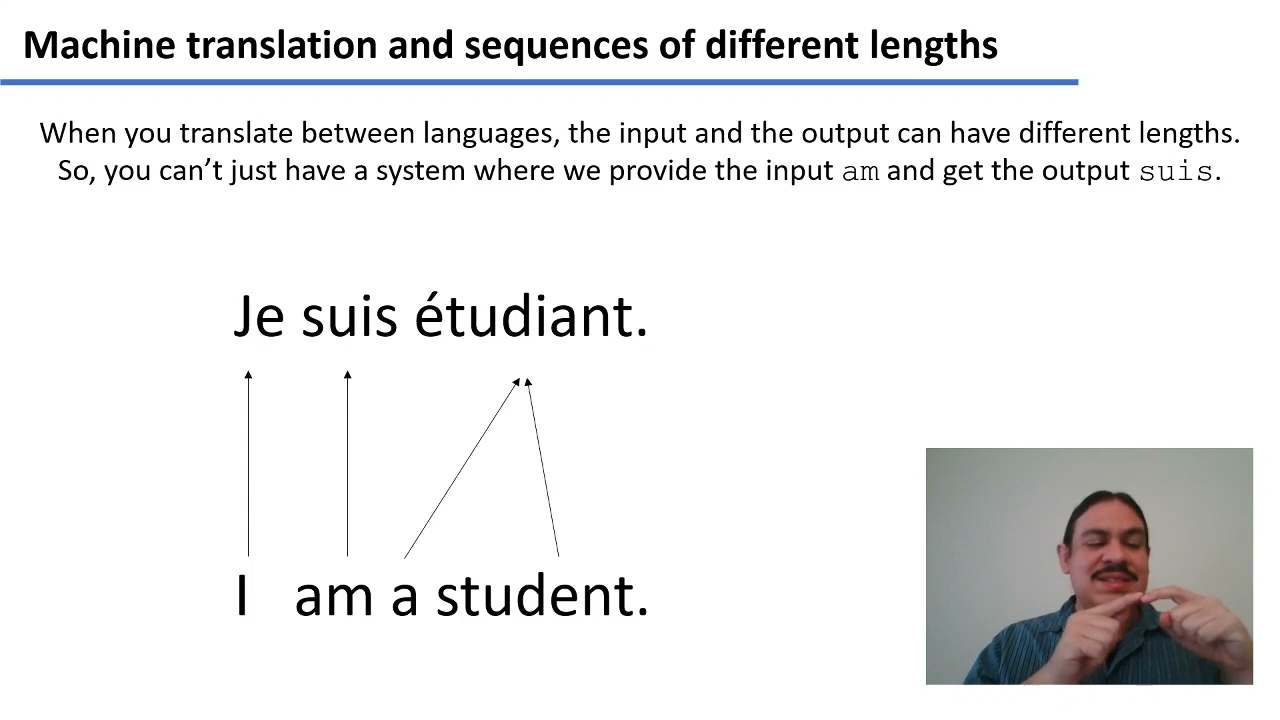 Machine translation and sequences of different lengths
When you translate between languages, the input and the output can have different lengths.
So, you can’t just have a system where we provide the input am and get the output suis.
Je suis étudiant.
I am a student.